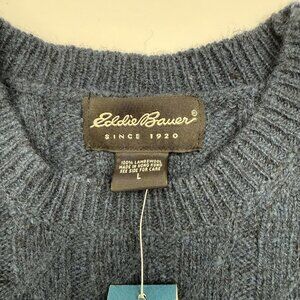 Eddie Bauer®
SINCE 1920
100% LAMBSWOOL
MADE IN HONG KONG
SEE SIDE FOR CARE
L